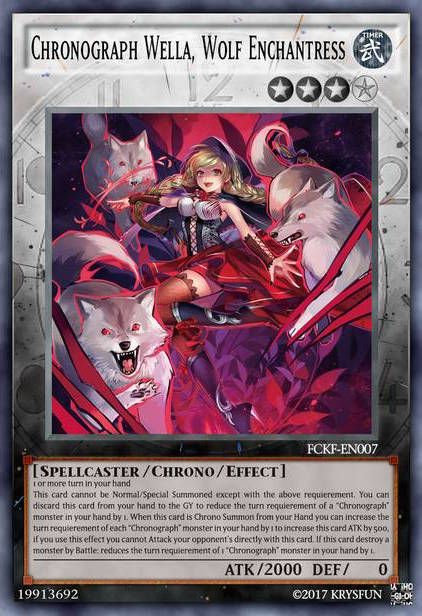 Chronograph Wella, Wolf Enchantress
TIMER
武
12
2
FCKF-EN007
[Spellcaster/Chrono/Effect]
1 or more turn in your hand
This card cannot be Normal/Special Summoned except with the above requierement. You can
discard this card from your hand to the GY to reduce the turn requierement of a "Chronograph"
monster in your hand by 1. When this card is Chrono Summon from your Hand you can increase the
turn requierement of each "Chronograph" monster in your hand by 1 to increase this card ATK by 500,
if you use this effect you cannot Attack your opponent's directly with this card. If this card destroy a
monster by Battle: reduces the turn requierement of 1 "Chronograph" monster in your hand by 1.
ATK/2000 DEF/ 0
19913692
©2017 KRYSFUN